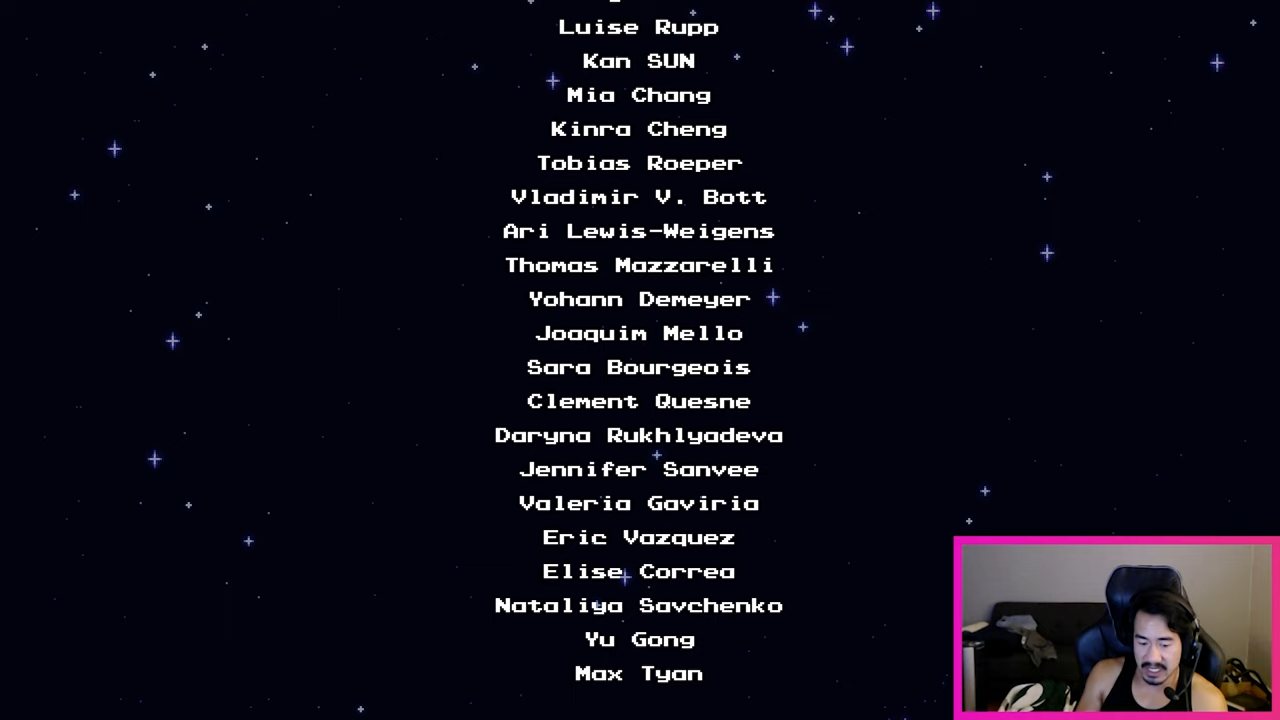 Luise Rupp
Kan SUN
Mia Chang
Kinra Cheng
Tobias Roeper
Vladimir V. Bott
Ari Lewis-Weigens
Thomas Mazzarelli
Yohann Demeyer
Joaquim Mello
Sara Bourgeois
Clement Quesne
Daryna Rukhlyadeva
Jennifer Sanvee
Valeria Gaviria
Eric Vazquez
Elise Correa
Nataliya Savchenko
Yu Gong
Max Tyan